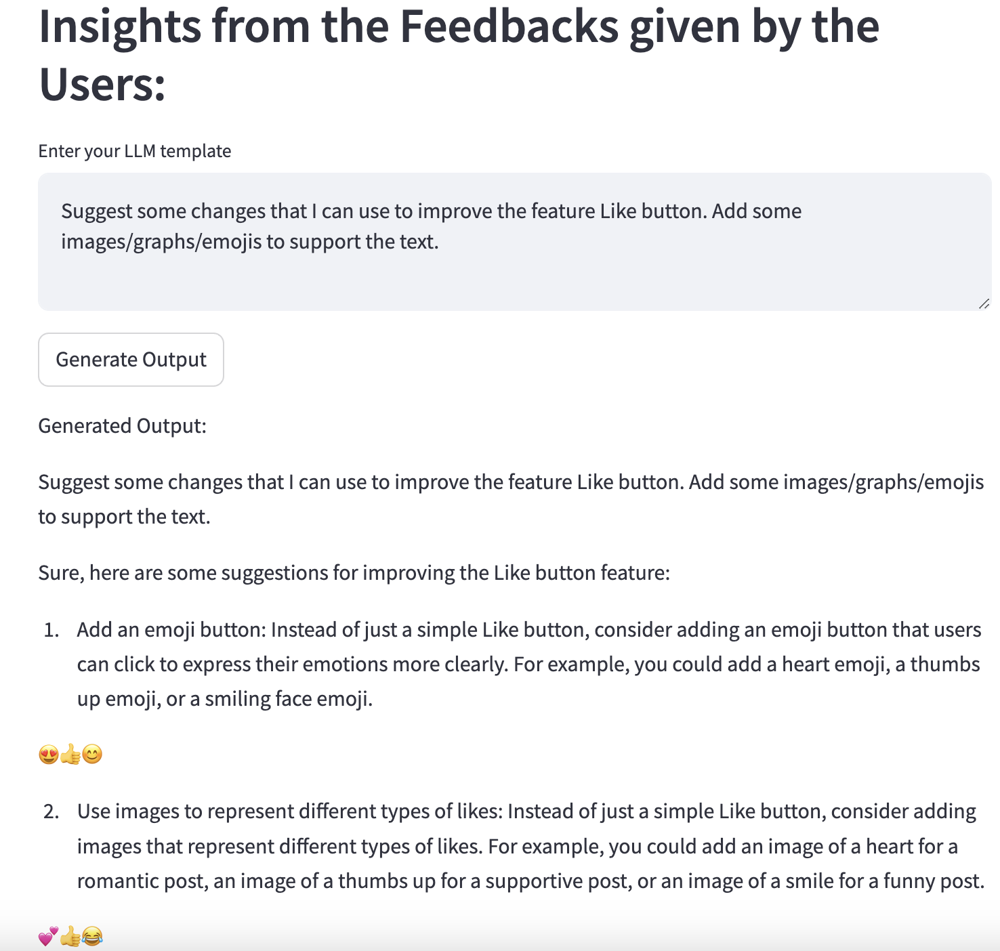 Insights from the Feedbacks given by the
Users:
Enter your LLM template
Suggest some changes that I can use to improve the feature Like button. Add some
images/graphs/emojis to support the text.
Generate Output
Generated Output:
Suggest some changes that I can use to improve the feature Like button. Add some images/graphs/emojis
to support the text.
Sure, here are some suggestions for improving the Like button feature:
1. Add an emoji button: Instead of just a simple Like button, consider adding an emoji button that users
can click to express their emotions more clearly. For example, you could add a heart emoji, a thumbs
up emoji, or a smiling face emoji.
😍👍😊
2. Use images to represent different types of likes: Instead of just a simple Like button, consider adding
images that represent different types of likes. For example, you could add an image of a heart for a
romantic post, an image of a thumbs up for a supportive post, or an image of a smile for a funny post.
💕👍😂